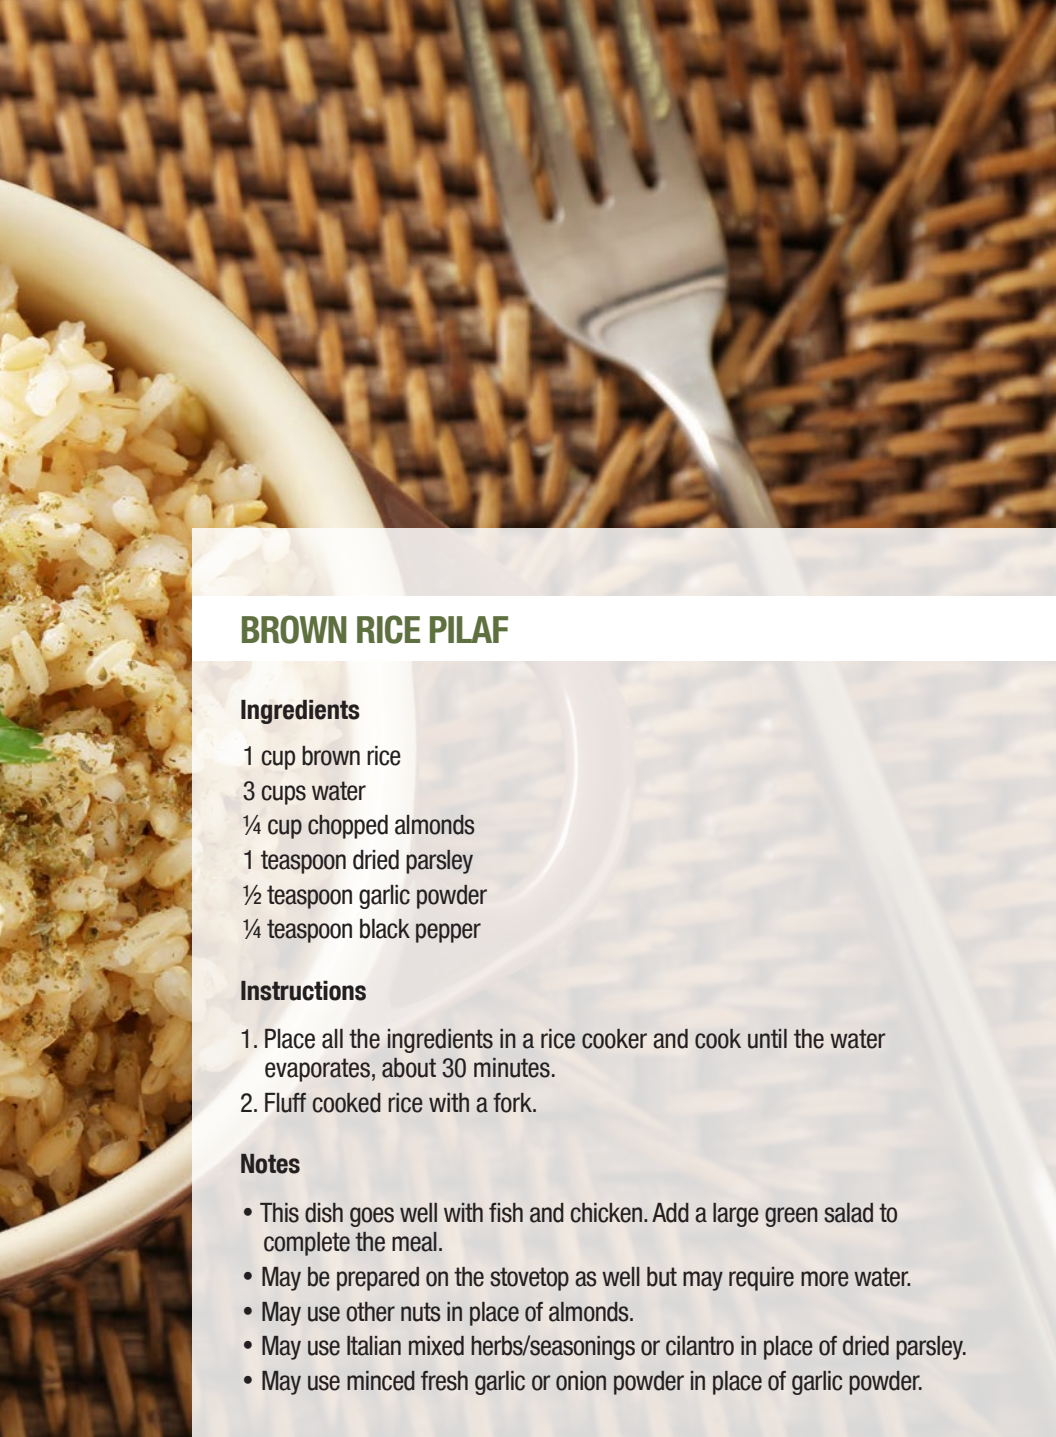 BROWN RICE PILAF
Ingredients
1 cup brown rice
3 cups water
¼ cup chopped almonds
1 teaspoon dried parsley
½ teaspoon garlic powder
¼ teaspoon black pepper
Instructions
1. Place all the ingredients in a rice cooker and cook until the water
evaporates, about 30 minutes.
2. Fluff cooked rice with a fork.
Notes
• This dish goes well with fish and chicken. Add a large green salad to
complete the meal.
• May be prepared on the stovetop as well but may require more water.
• May use other nuts in place of almonds.
• May use Italian mixed herbs/seasonings or cilantro in place of dried parsley.
• May use minced fresh garlic or onion powder in place of garlic powder.